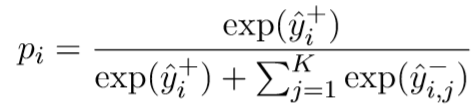 p_i = \frac{\exp(\hat{y}_i^+)}{\exp(\hat{y}_i^+) + \sum_{j=1}^{K} \exp(\hat{y}_{i,j}^-)}